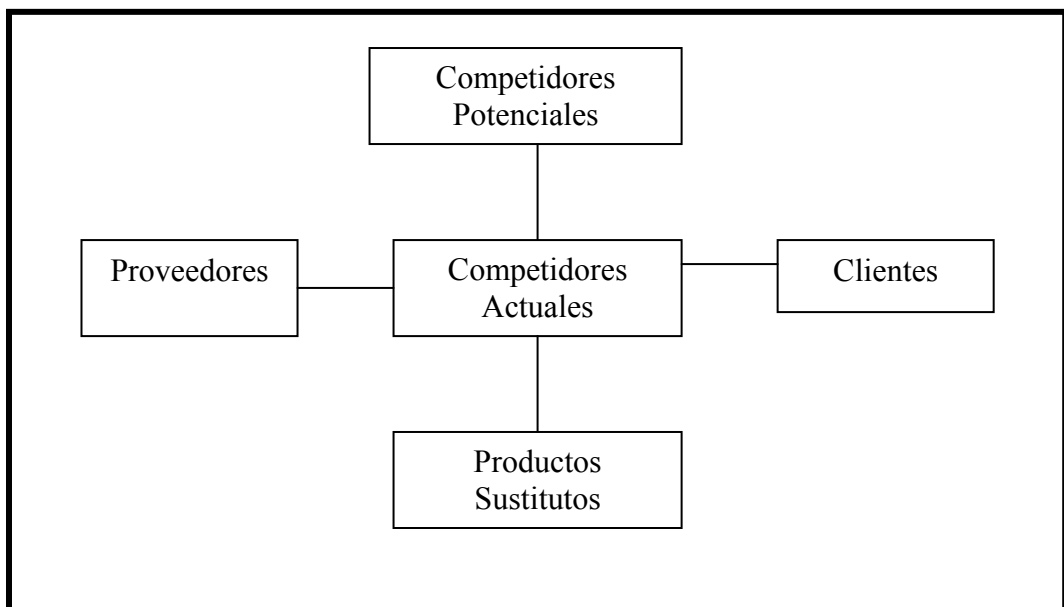 Competidores
Potenciales
Proveedores
Competidores
Actuales
Clientes
Productos
Sustitutos